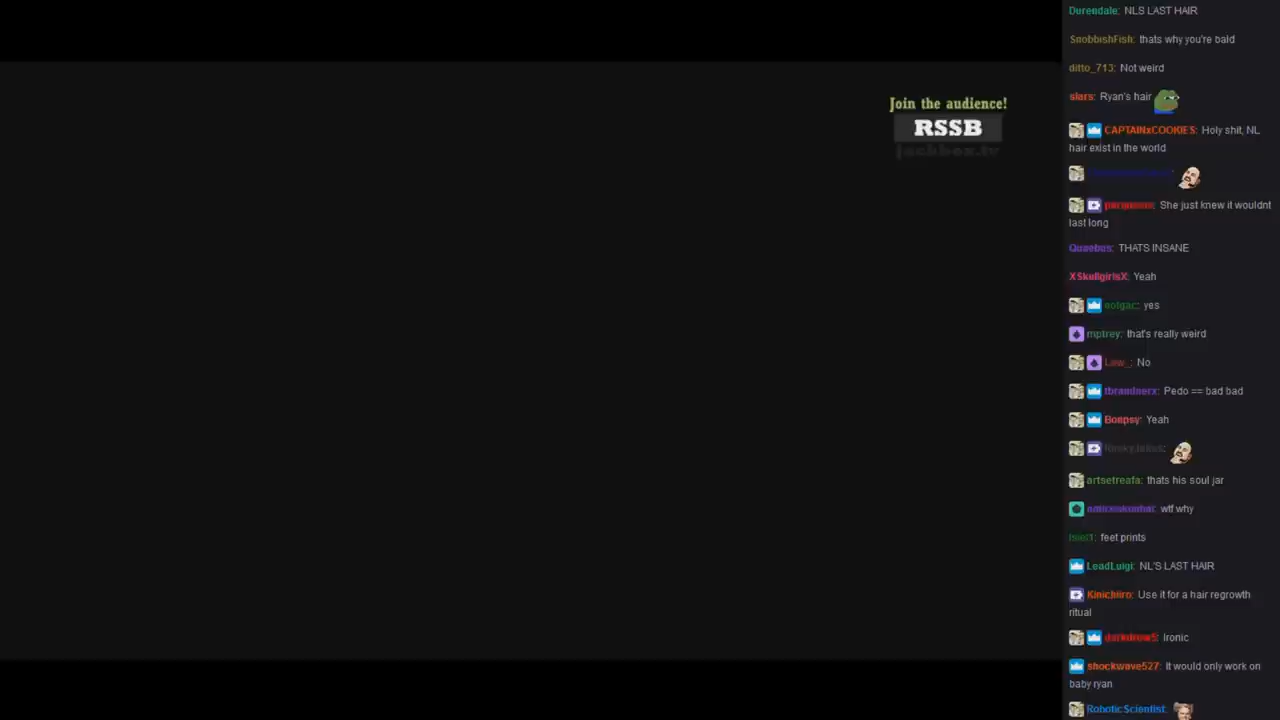 Join the audience!
RSSB
jackbox.tv
Durendale: NLS LAST HAIR
SnobbishFish: thats why you're bald
ditto_713: Not weird
slars: Ryan's hair
CAPTAINxCOOKIES: Holy shit, NL
hair exist in the world
She just knew it wouldnt
last long
Quaebus: THATS INSANE
XSkullgirlsX: Yeah
yes
mptrey: that's really weird
Law_: No
Pedo == bad bad
Yeah
artsetreafa: thats his soul jar
wtf why
feet prints
LeadLuigi: NL'S LAST HAIR
Kinichiiro: Use it for a hair regrowth
ritual
Ironic
shockwave527: It would only work on
baby ryan
RoboticScientist: